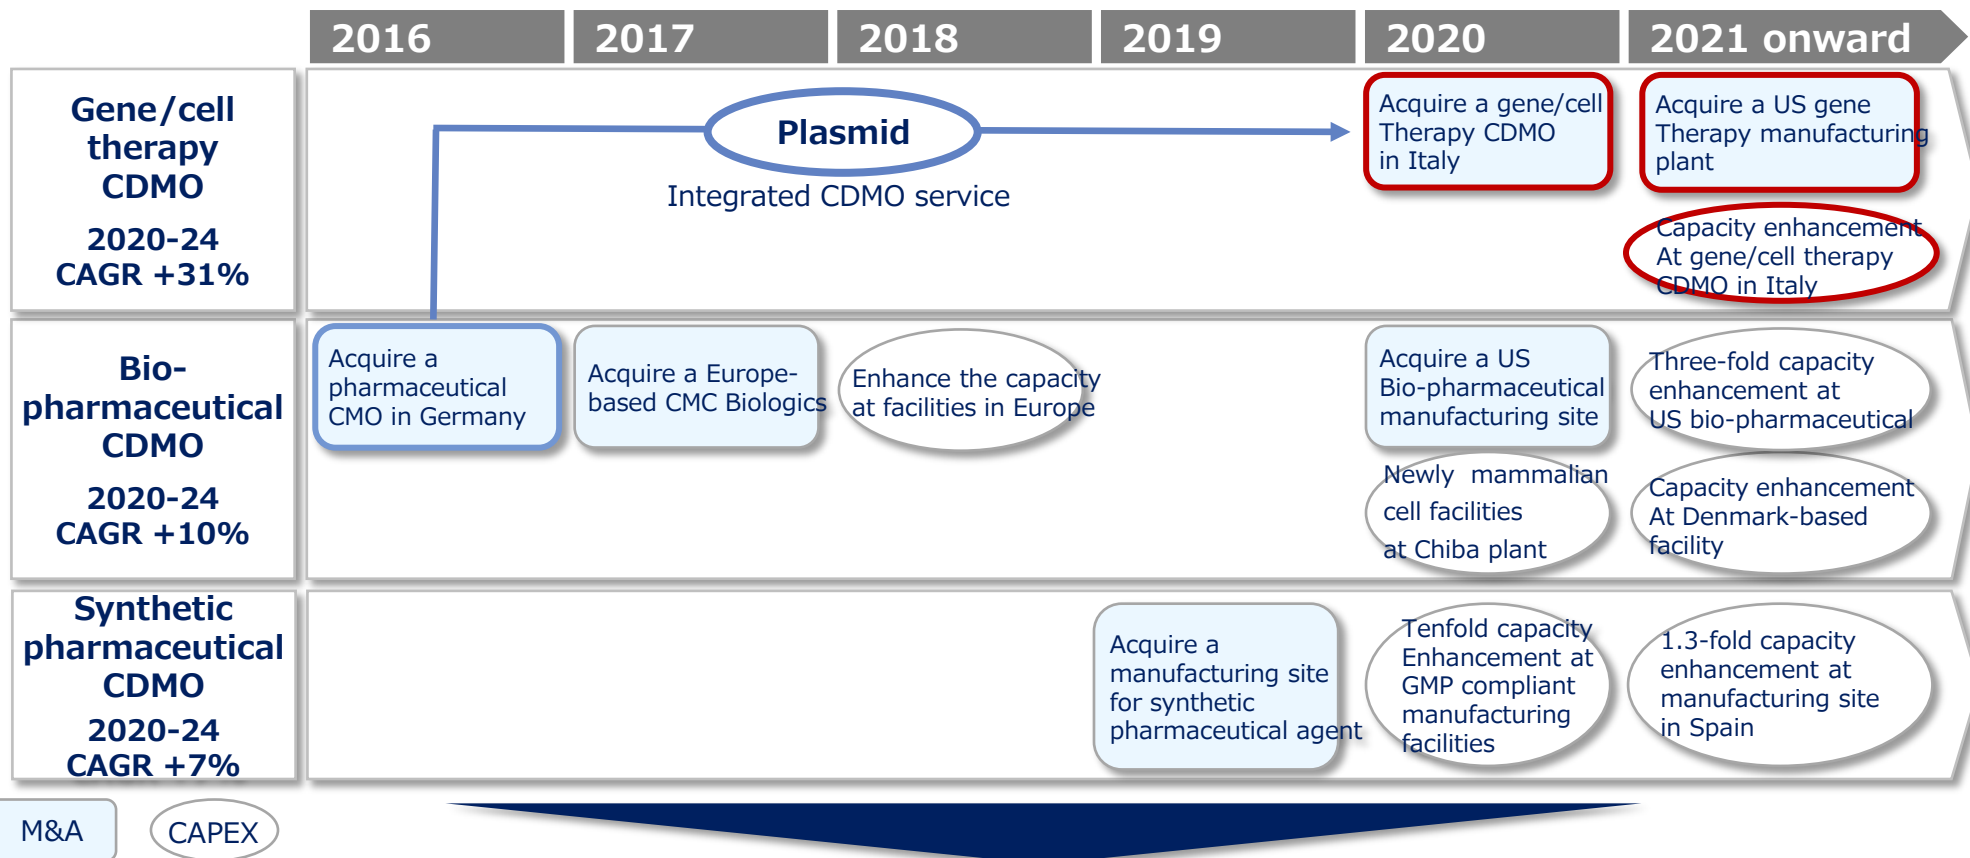 2016
2017
2018
2019
2020
2021 onward
Gene/cell
therapy
CDMO
2020-24
CAGR +31%
Plasmid
Integrated CDMO service
Acquire a gene/cell
Therapy CDMO
in Italy
Acquire a US gene
Therapy manufacturing
plant
Capacity enhancement
At gene/cell therapy
CDMO in Italy
Bio-
pharmaceutical
CDMO
2020-24
CAGR +10%
Acquire a
pharmaceutical
CMO in Germany
Acquire a Europe-
based CMC Biologics
Enhance the capacity
at facilities in Europe
Acquire a US
Bio-pharmaceutical
manufacturing site
Newly mammalian
cell facilities
at Chiba plant
Three-fold capacity
enhancement at
US bio-pharmaceutical
Capacity enhancement
At Denmark-based
facility
Synthetic
pharmaceutical
CDMO
2020-24
CAGR +7%
Acquire a
manufacturing site
for synthetic
pharmaceutical agent
Tenfold capacity
Enhancement at
GMP compliant
manufacturing
facilities
1.3-fold capacity
enhancement at
manufacturing site
in Spain
M&A
CAPEX